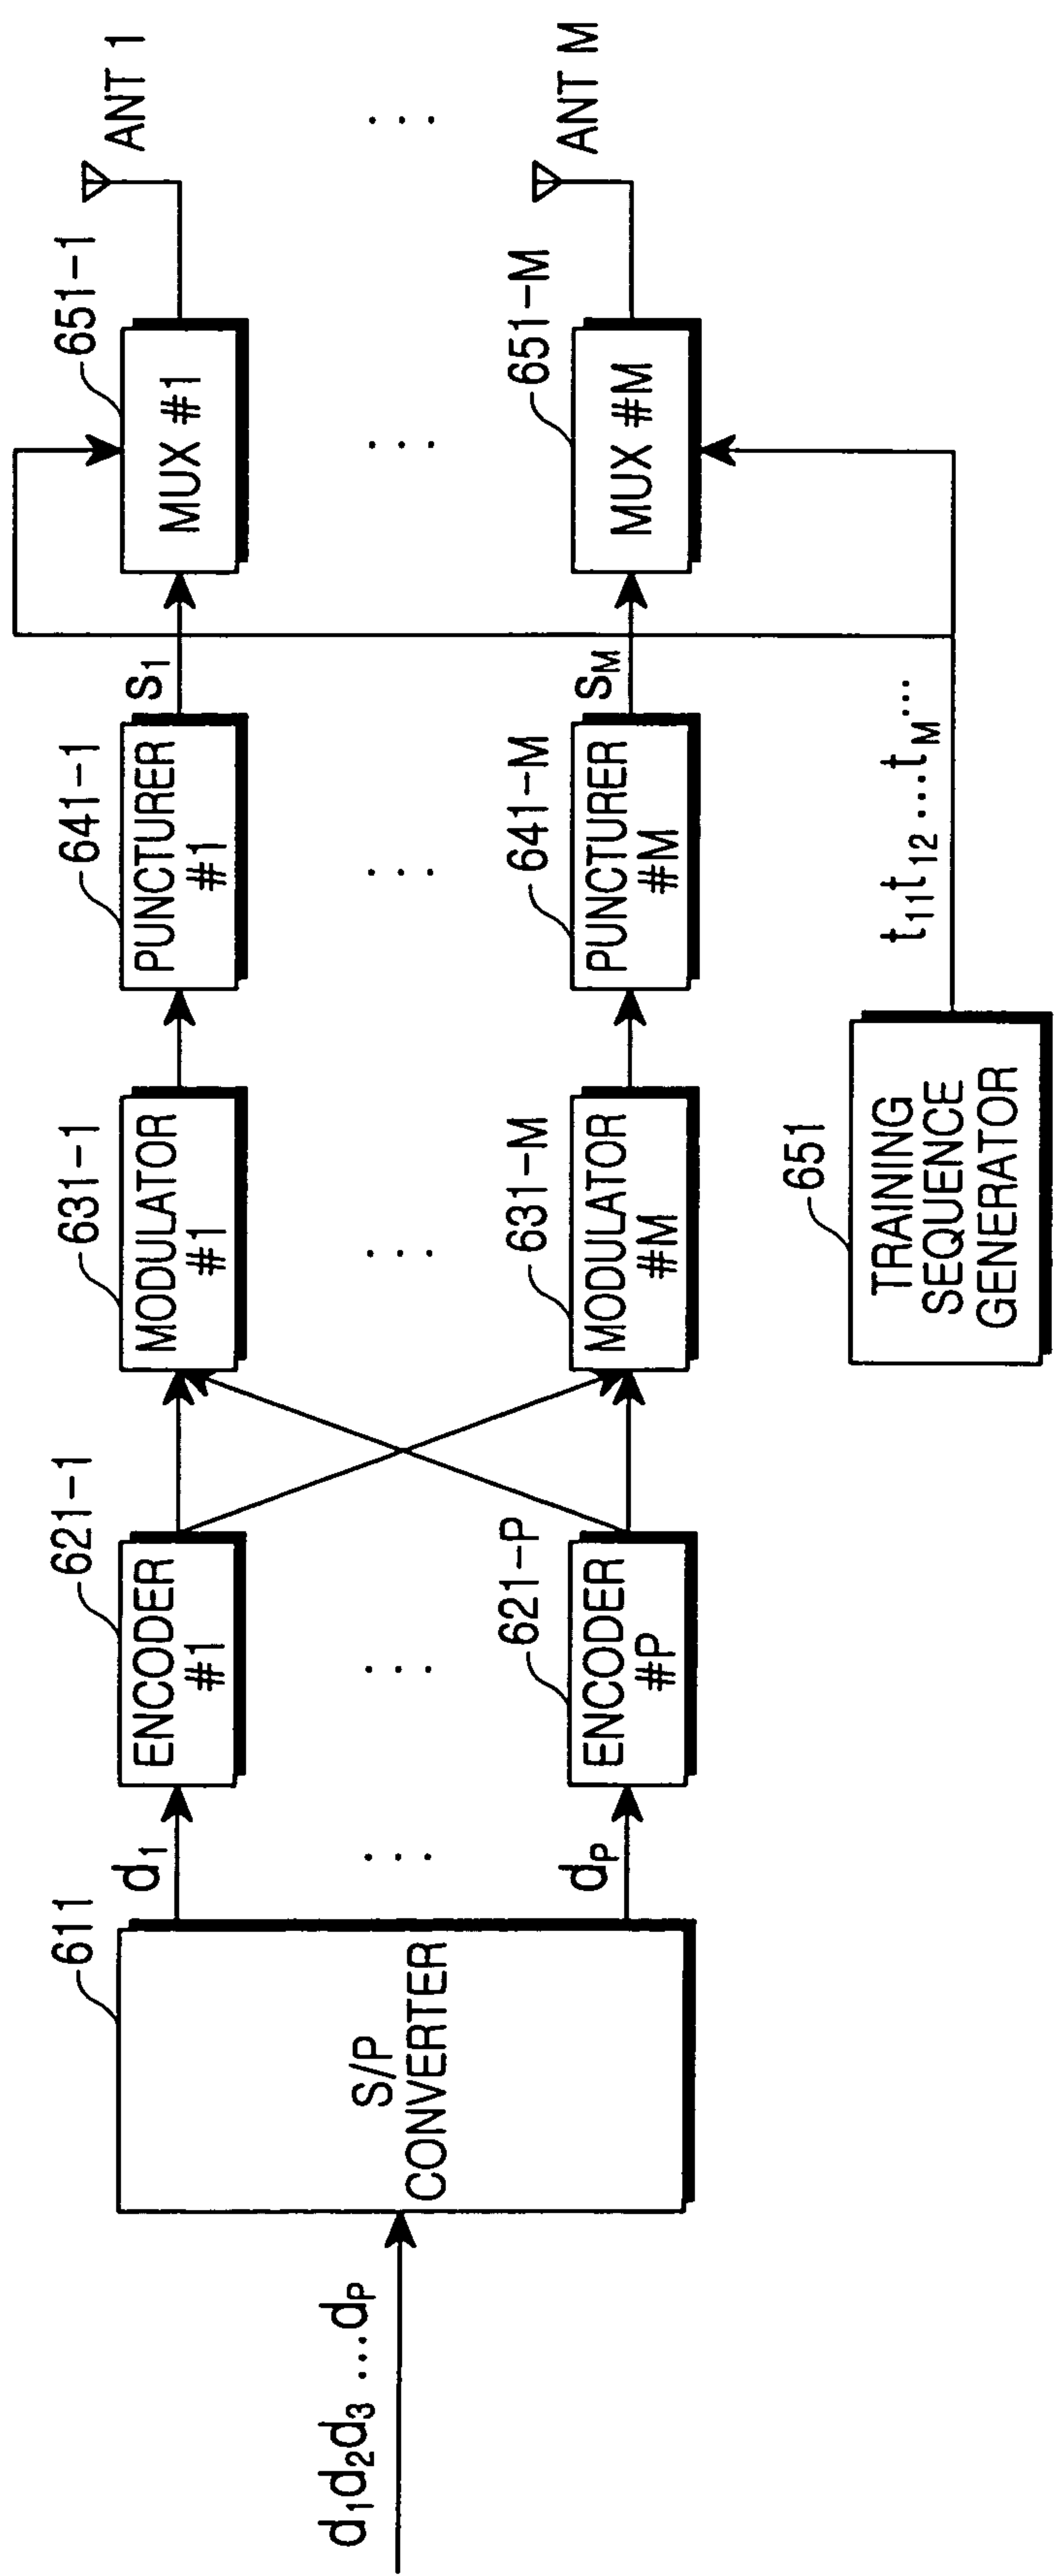 d1d2d3 ...dP
611
S/P
CONVERTER
d1
...
dP
621-1
ENCODER
#1
...
621-P
ENCODER
#P
631-1
MODULATOR
#1
...
631-M
MODULATOR
#M
641-1
PUNCTURER
#1
...
641-M
PUNCTURER
#M
S1
SM
651-1
MUX #1
...
651-M
MUX #M
ANT 1
...
ANT M
651
TRAINING
SEQUENCE
GENERATOR
t11t12 ....tM...